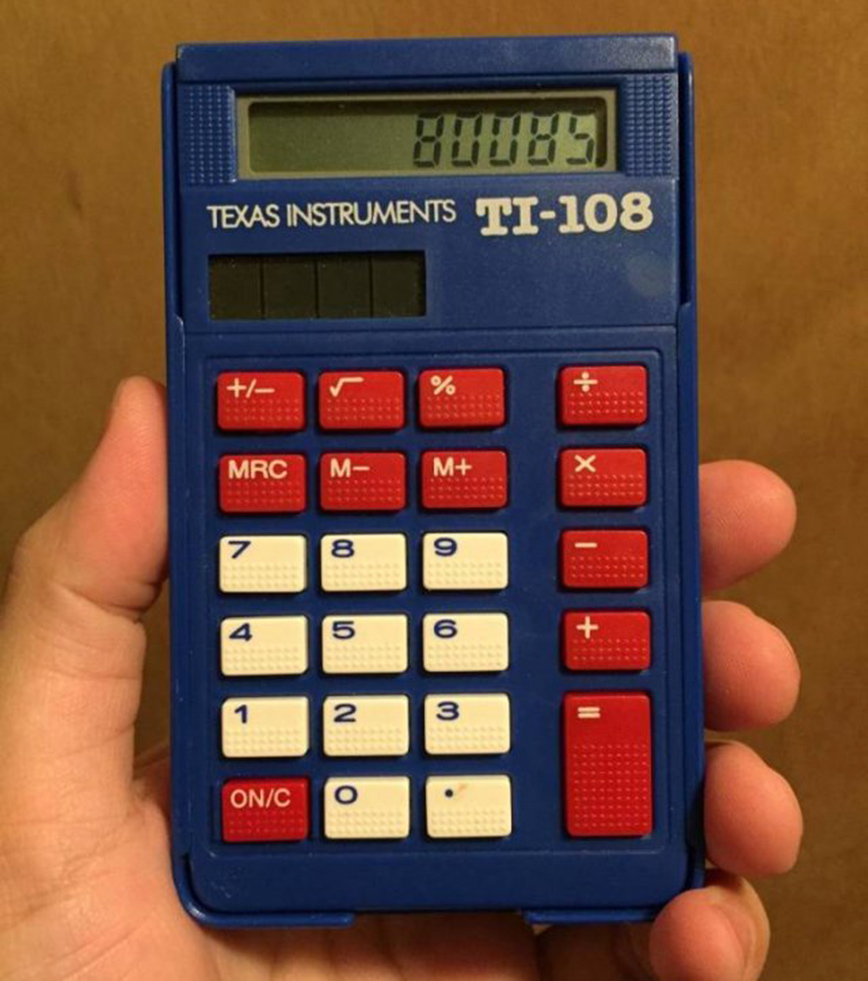 80085
TEXAS INSTRUMENTS TI-108
+/− √ % ÷
MRC M− M+ ×
7 8 9 −
4 5 6 +
1 2 3 =
ON/C 0 .